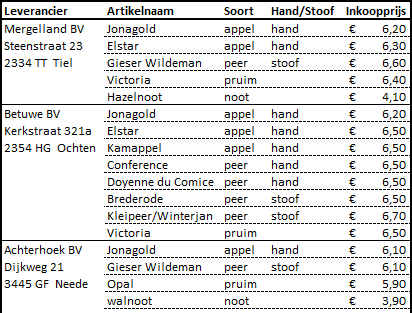 Leverancier Artikelnaam Soort Hand/Stoof Inkoopprijs
Mergelland BV Jonagold appel hand € 6,20
Steenstraat 23 Elstar appel hand € 6,30
2334 TT Tiel Gieser Wildeman peer stoof € 6,60
Victoria pruim € 6,40
Hazelnoot noot € 4,10
Betuwe BV Jonagold appel hand € 6,20
Kerkstraat 321a Elstar appel hand € 6,50
2354 HG Ochten Kamappel appel hand € 6,50
Conference peer hand € 6,50
Doyenne du Comice peer hand € 6,50
Brederode peer stoof € 6,50
Kleipeer/Winterjan peer stoof € 6,70
Victoria pruim € 6,50
Achterhoek BV Jonagold appel hand € 6,10
Dijkweg 21 Gieser Wildeman peer stoof € 6,10
3445 GF Neede Opal pruim € 5,90
walnoot noot € 3,90